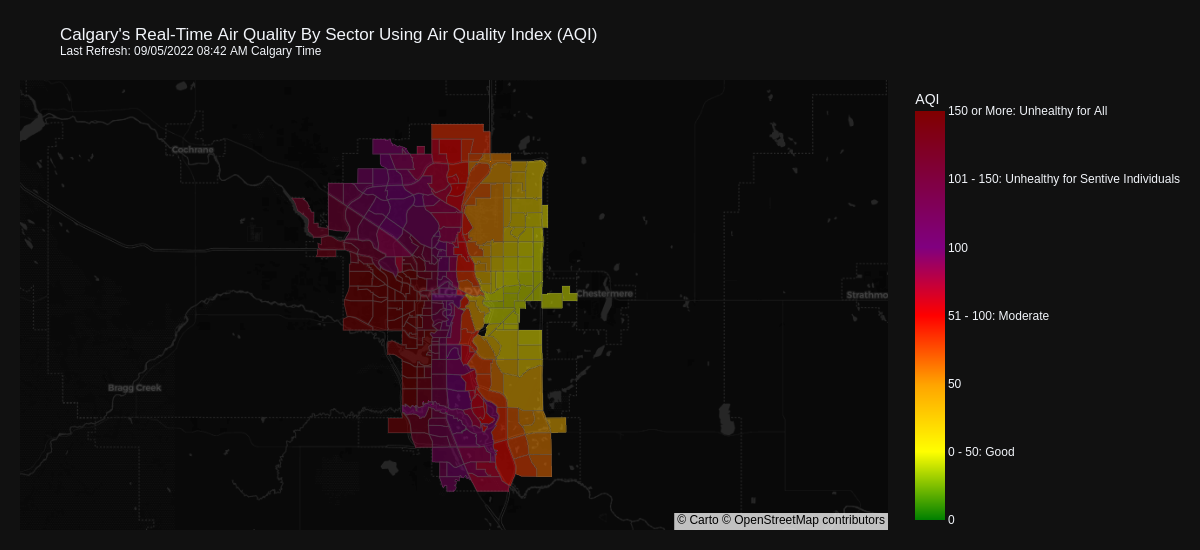 Calgary's Real-Time Air Quality By Sector Using Air Quality Index (AQI)
Last Refresh: 09/05/2022 08:42 AM Calgary Time
AQI
150 or More: Unhealthy for All
Cochrane
101 - 150: Unhealthy for Sentive Individuals
100
Chestermere
Strathmo
51 - 100: Moderate
Bragg Creek
50
0 - 50: Good
0
© Carto © OpenStreetMap contributors